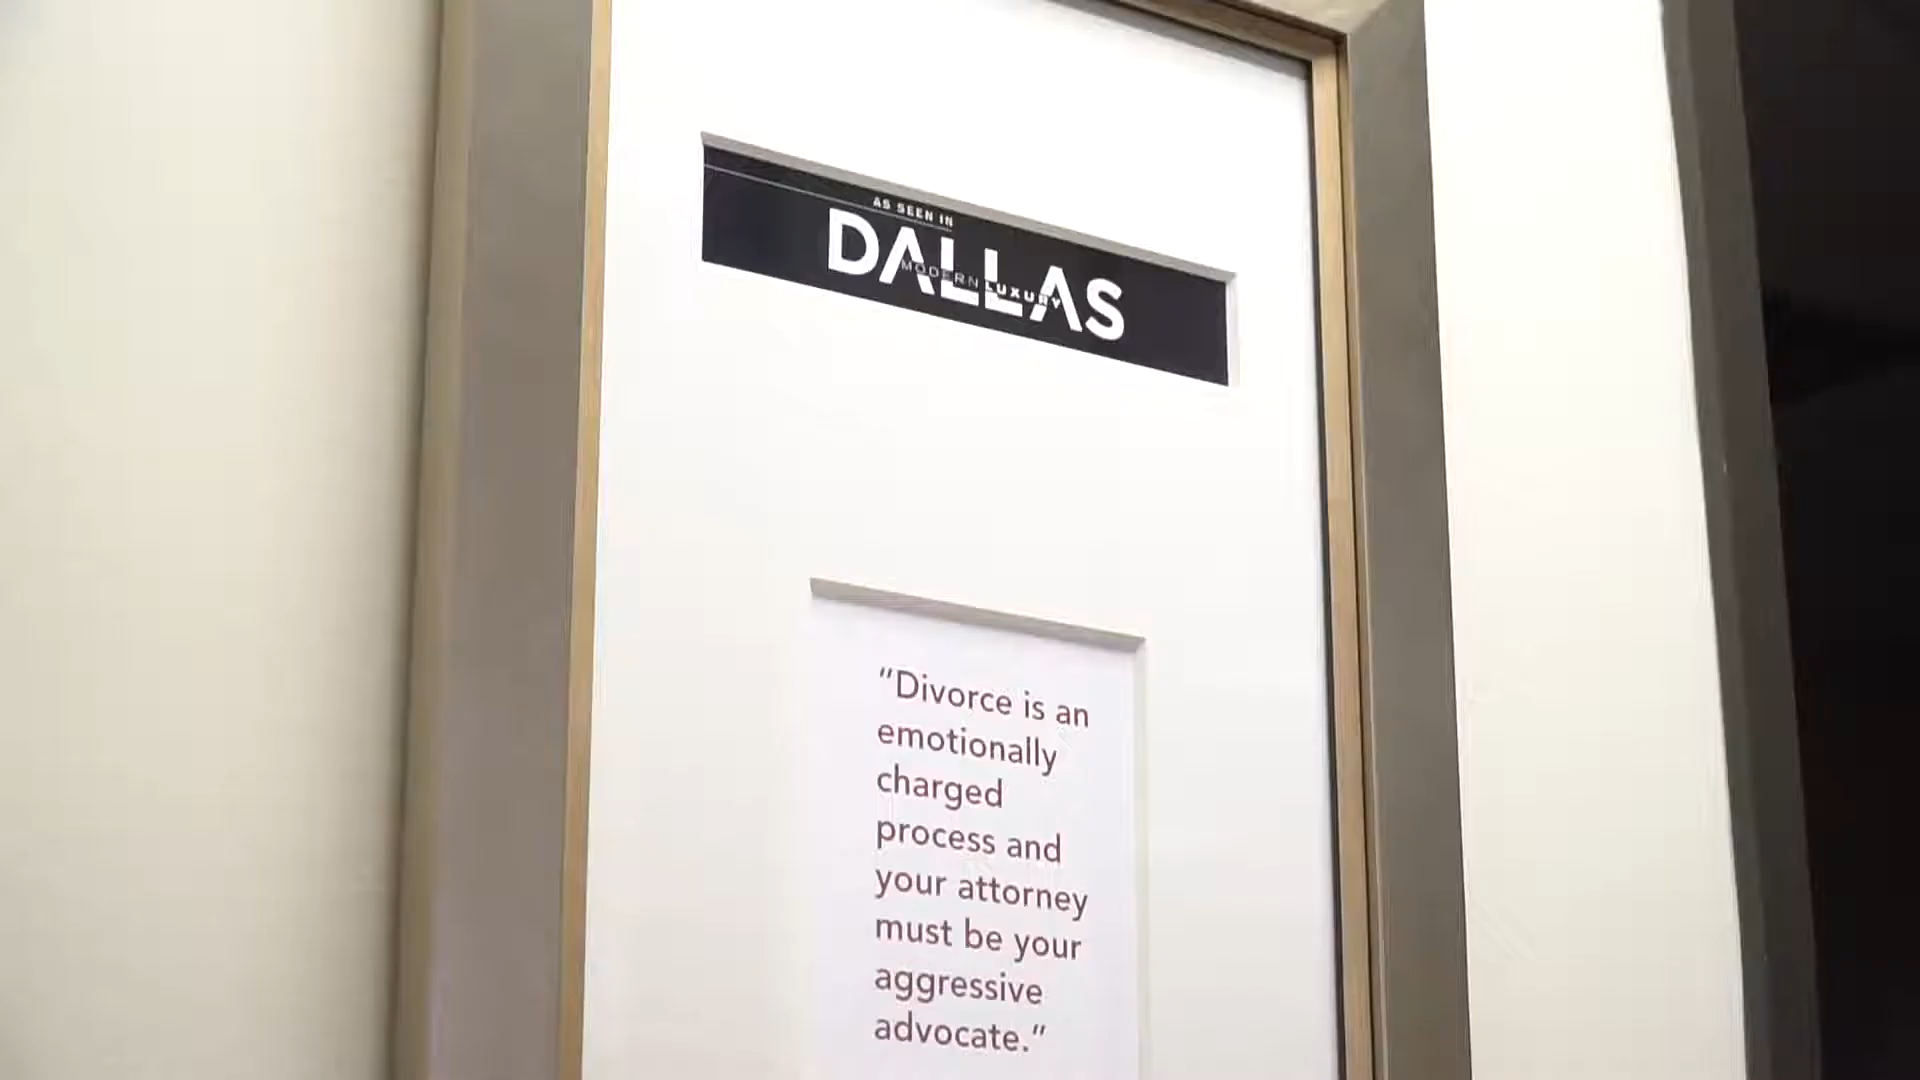 AS SEEN IN
DALLAS
MODERN LUXURY
“Divorce is an
emotionally
charged
process and
your attorney
must be your
aggressive
advocate.”